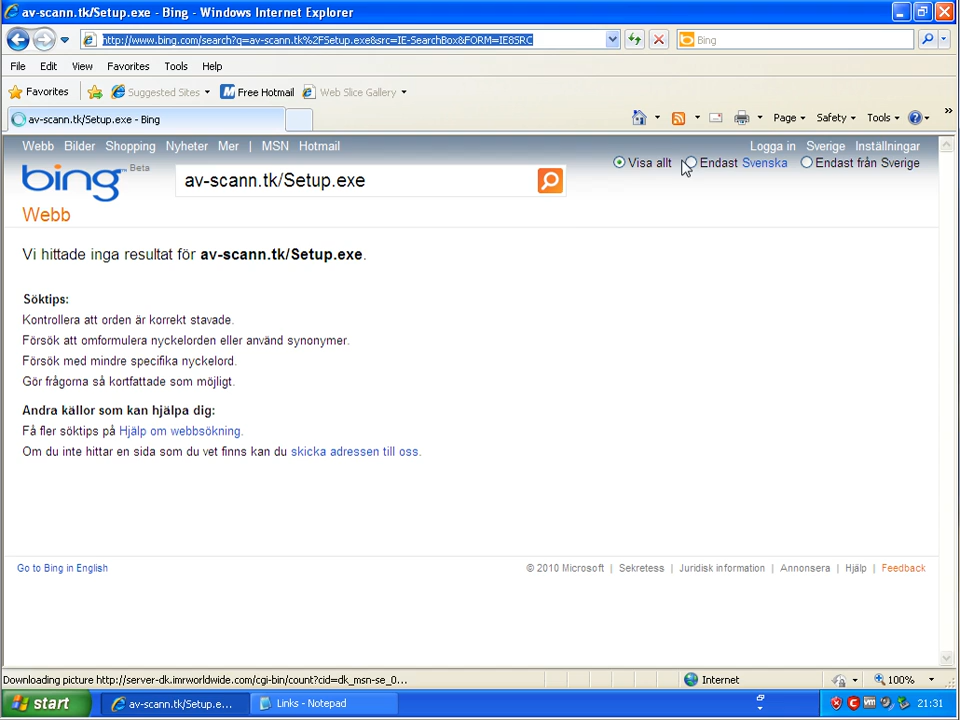 av-scann.tk/Setup.exe - Bing - Windows Internet Explorer
http://www.bing.com/search?q=av-scann.tk%2FSetup.exe&src=IE-SearchBox&FORM=IE8SRC
Bing
File Edit View Favorites Tools Help
Favorites Suggested Sites Free Hotmail Web Slice Gallery
av-scann.tk/Setup.exe - Bing Page Safety Tools »
Webb Bilder Shopping Nyheter Mer | MSN Hotmail Logga in Sverige Inställningar
Visa allt Endast Svenska Endast från Sverige
bing™ Beta av-scann.tk/Setup.exe
Webb
Vi hittade inga resultat för av-scann.tk/Setup.exe.
Söktips:
Kontrollera att orden är korrekt stavade.
Försök att omformulera nyckelorden eller använd synonymer.
Försök med mindre specifika nyckelord.
Gör frågorna så kortfattade som möjligt.
Andra källor som kan hjälpa dig:
Få fler söktips på Hjälp om webbsökning.
Om du inte hittar en sida som du vet finns kan du skicka adressen till oss.
Go to Bing in English © 2010 Microsoft | Sekretess | Juridisk information | Annonsera | Hjälp | Feedback
Downloading picture http://server-dk.imrworldwide.com/cgi-bin/count?cid=dk_msn-se_0... Internet 100%
start av-scann.tk/Setup.e... Links - Notepad 21:31